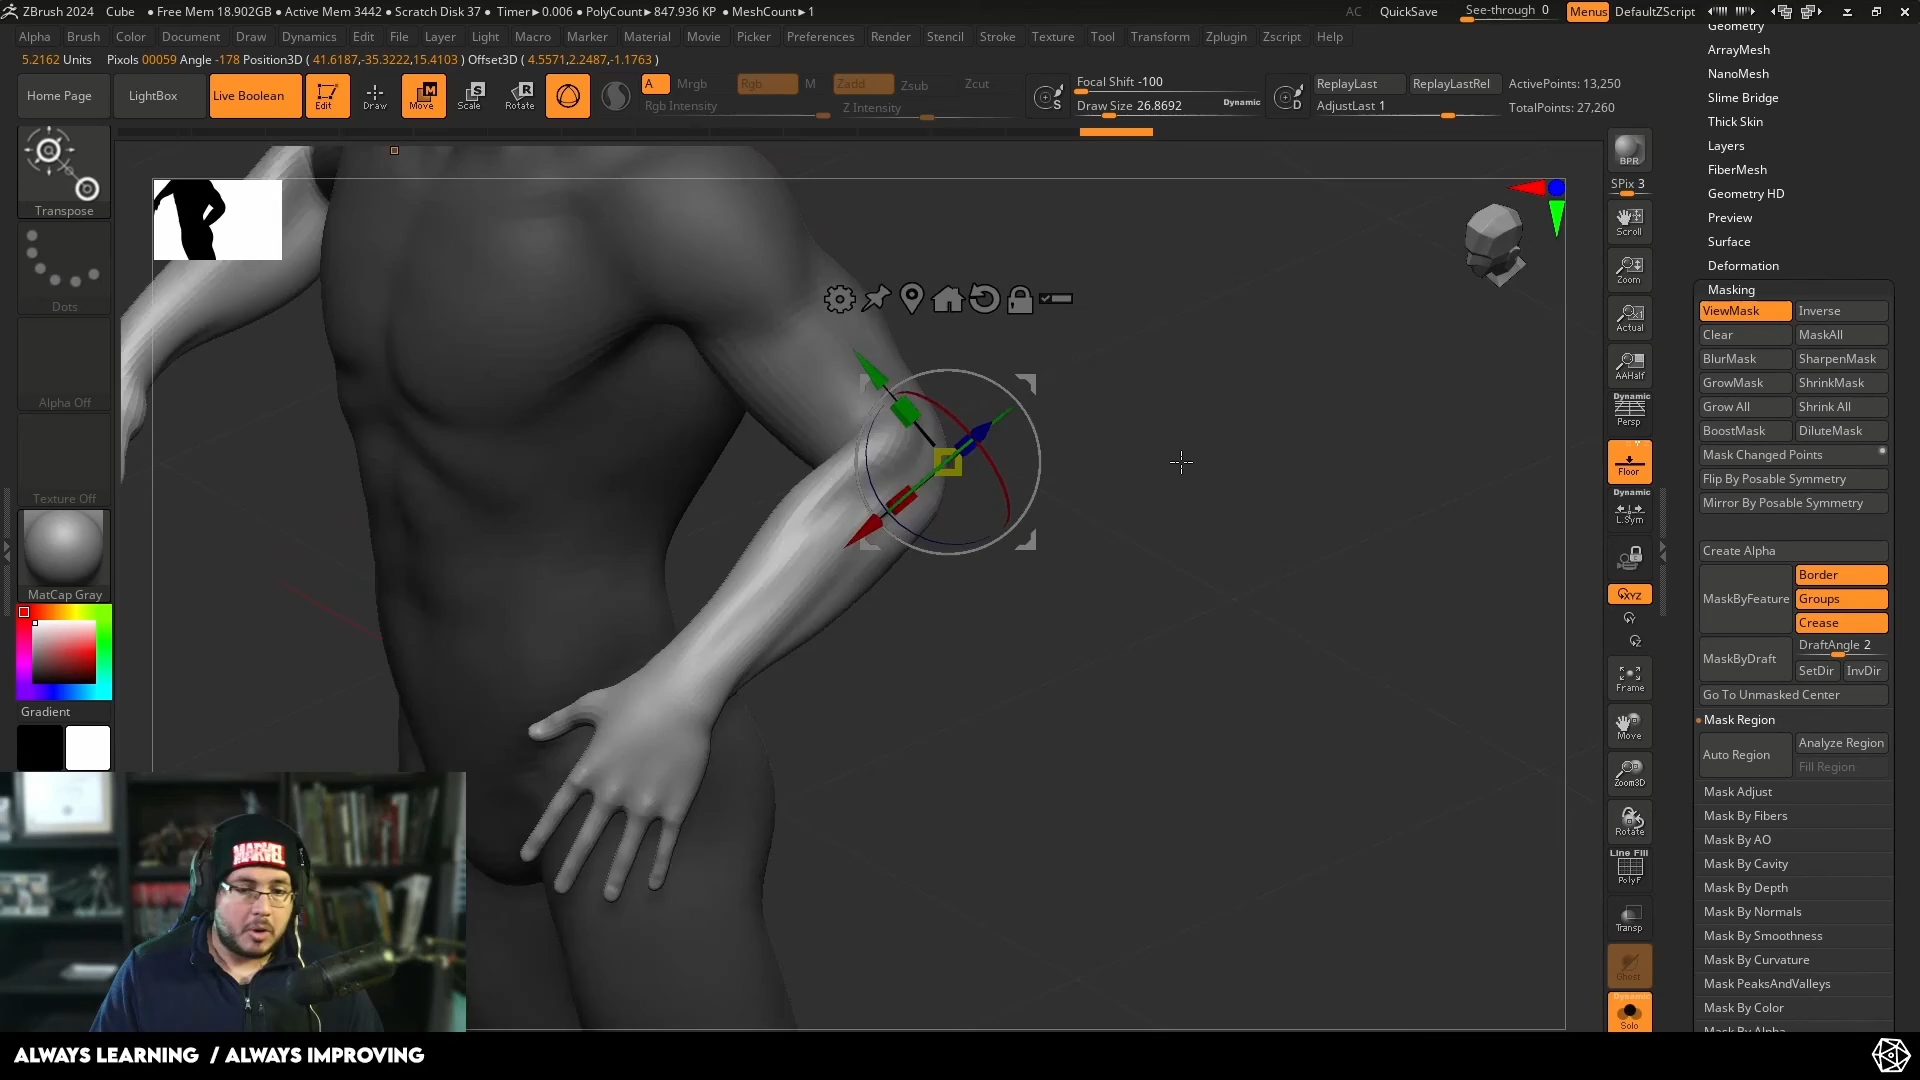 ZBrush 2024 Cube ● Free Mem 18.902GB ● Active Mem 3442 ● Scratch Disk 37 ● Timer▸0.006 ● PolyCount▸847.936 KP ● MeshCount▸1 AC QuickSave See-through 0 Menus DefaultZScript
Alpha Brush Color Document Draw Dynamics Edit File Layer Light Macro Marker Material Movie Picker Preferences Render Stencil Stroke Texture Tool Transform Zplugin Zscript Help
5.2162 Units Pixols 00059 Angle -178 Position3D ( 41.6187,-35.3222,15.4103 ) Offset3D ( 4.5571,2.2487,-1.1763 )
Home Page LightBox Live Boolean Edit Draw Move Scale Rotate
A Mrgb Rgb M Zadd Zsub Zcut
Rgb Intensity Z Intensity
S Focal Shift -100
Draw Size 26.8692 Dynamic
D ReplayLast ReplayLastRel ActivePoints: 13,250
AdjustLast 1 TotalPoints: 27,260
Transpose
Dots
Alpha Off
Texture Off
MatCap Gray
Gradient
BPR
SPix 3
Scroll
Zoom
Actual
AAHalf
Dynamic
Persp
Floor
Dynamic
L.Sym
XYZ
Y
Z
Frame
Move
Zoom3D
Rotate
Line Fill
PolyF
Transp
Ghost
Dynamic
Solo
Geometry
ArrayMesh
NanoMesh
Slime Bridge
Thick Skin
Layers
FiberMesh
Geometry HD
Preview
Surface
Deformation
Masking
ViewMask Inverse
Clear MaskAll
BlurMask SharpenMask
GrowMask ShrinkMask
Grow All Shrink All
BoostMask DiluteMask
Mask Changed Points
Flip By Posable Symmetry
Mirror By Posable Symmetry
Create Alpha
MaskByFeature Border
Groups
Crease
MaskByDraft DraftAngle 2
SetDir InvDir
Go To Unmasked Center
Mask Region
Auto Region Analyze Region
Fill Region
Mask Adjust
Mask By Fibers
Mask By AO
Mask By Cavity
Mask By Depth
Mask By Normals
Mask By Smoothness
Mask By Curvature
Mask PeaksAndValleys
Mask By Color
Mask By Alpha
MARVEL
ALWAYS LEARNING / ALWAYS IMPROVING